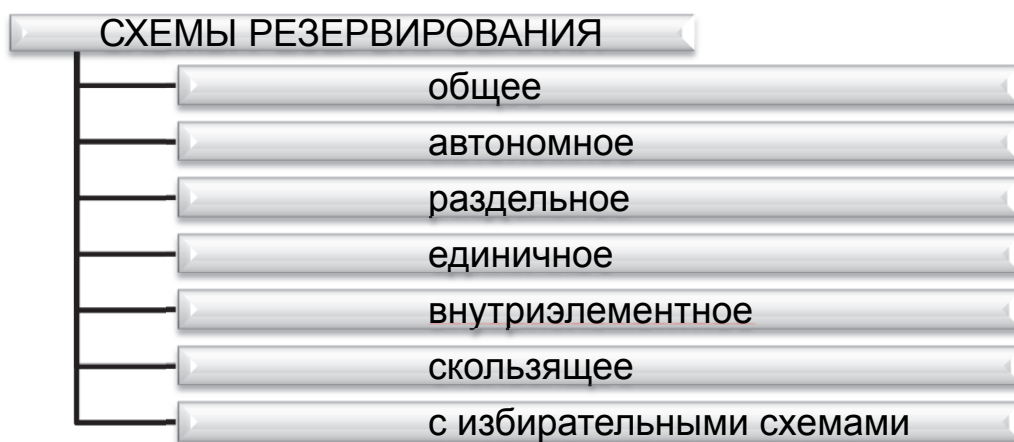 СХЕМЫ РЕЗЕРВИРОВАНИЯ
общее
автономное
раздельное
единичное
внутриэлементное
скользящее
с избирательными схемами